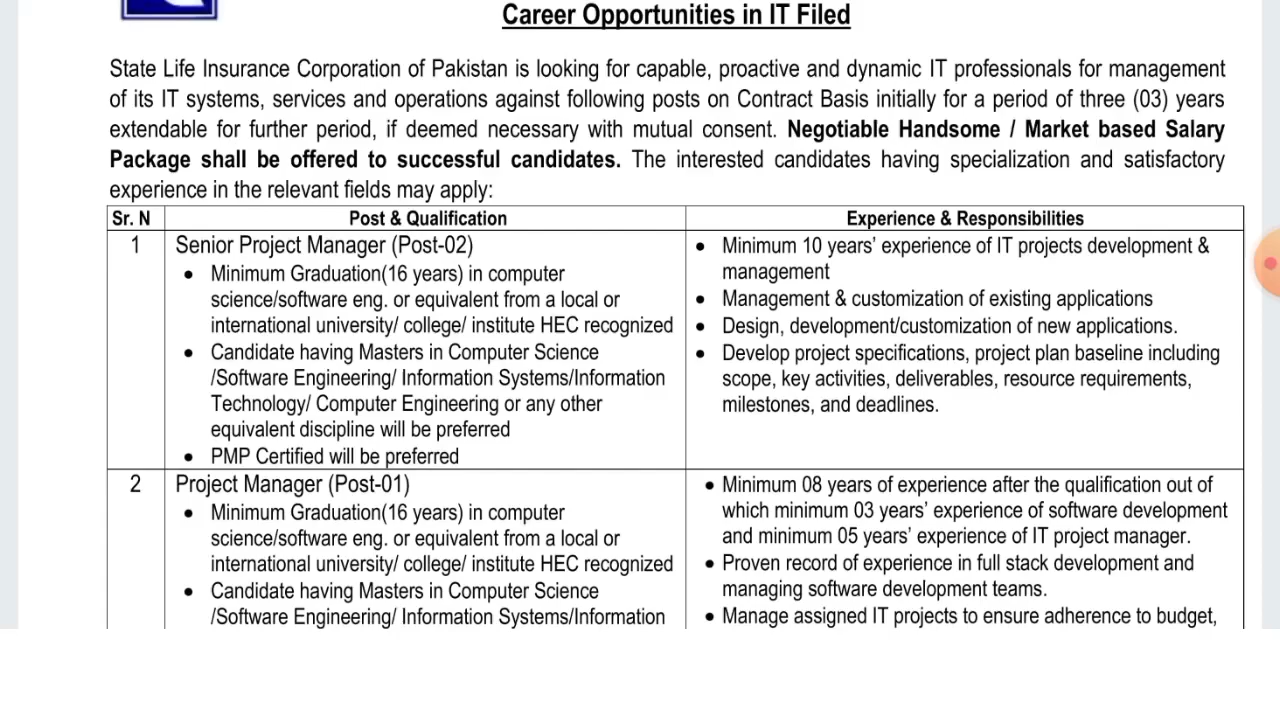 Career Opportunities in IT Filed
State Life Insurance Corporation of Pakistan is looking for capable, proactive and dynamic IT professionals for management
of its IT systems, services and operations against following posts on Contract Basis initially for a period of three (03) years
extendable for further period, if deemed necessary with mutual consent. Negotiable Handsome / Market based Salary
Package shall be offered to successful candidates. The interested candidates having specialization and satisfactory
experience in the relevant fields may apply:
Sr. N Post & Qualification Experience & Responsibilities
1 Senior Project Manager (Post-02)
• Minimum Graduation(16 years) in computer
science/software eng. or equivalent from a local or
international university/ college/ institute HEC recognized
• Candidate having Masters in Computer Science
/Software Engineering/ Information Systems/Information
Technology/ Computer Engineering or any other
equivalent discipline will be preferred
• PMP Certified will be preferred
• Minimum 10 years' experience of IT projects development &
management
• Management & customization of existing applications
• Design, development/customization of new applications.
• Develop project specifications, project plan baseline including
scope, key activities, deliverables, resource requirements,
milestones, and deadlines.
2 Project Manager (Post-01)
• Minimum Graduation(16 years) in computer
science/software eng. or equivalent from a local or
international university/ college/ institute HEC recognized
• Candidate having Masters in Computer Science
/Software Engineering/ Information Systems/Information
• Minimum 08 years of experience after the qualification out of
which minimum 03 years' experience of software development
and minimum 05 years' experience of IT project manager.
• Proven record of experience in full stack development and
managing software development teams.
• Manage assigned IT projects to ensure adherence to budget,